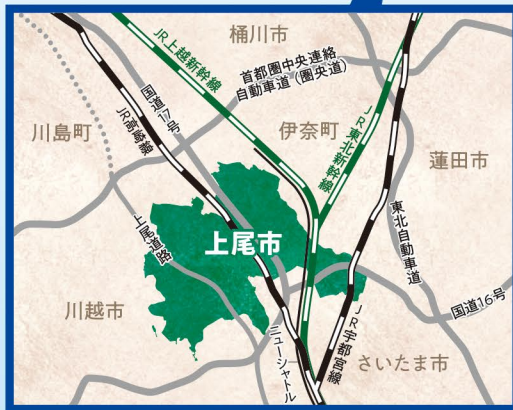 桶川市
JR上越新幹線
首都圏中央連絡
自動車道（圏央道）
国道17号
川島町
JR高崎線
伊奈町
JR東北新幹線
蓮田市
上尾道路
上尾市
東北自動車道
川越市
国道16号
ニューシャトル
JR宇都宮線
さいたま市